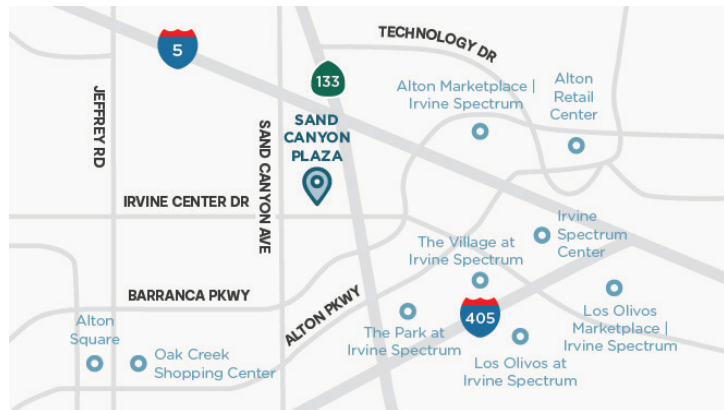 TECHNOLOGY DR
5
133
JEFFREY RD
Alton Marketplace |
Irvine Spectrum
Alton
Retail
Center
SAND
CANYON
PLAZA
SAND CANYON AVE
IRVINE CENTER DR
Irvine
Spectrum
Center
The Village at
Irvine Spectrum
BARRANCA PKWY
ALTON PKWY
405
Los Olivos
Marketplace |
Irvine Spectrum
Alton
Square
The Park at
Irvine Spectrum
Oak Creek
Shopping Center
Los Olivos at
Irvine Spectrum